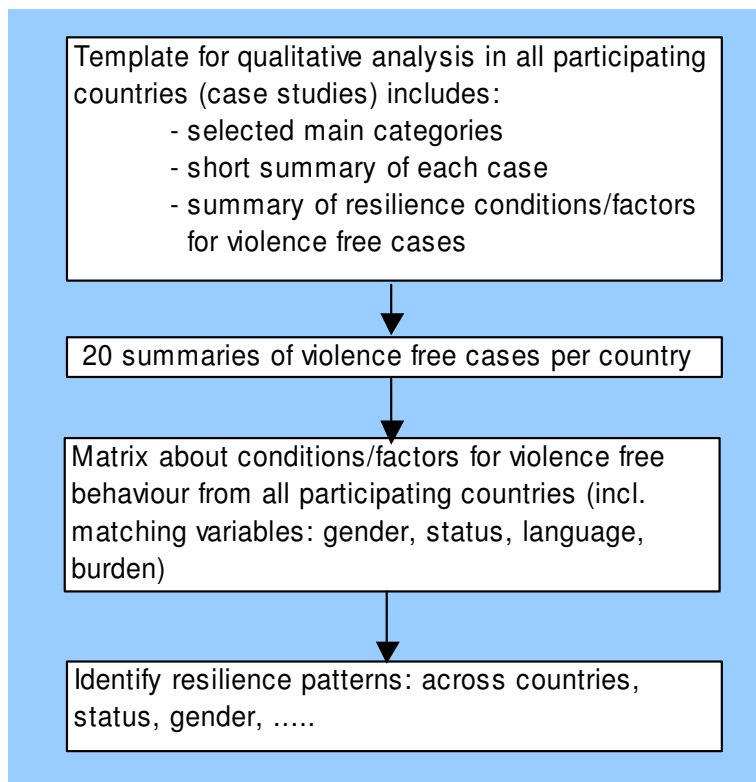 Template for qualitative analysis in all participating
countries (case studies) includes:
- selected main categories
- short summary of each case
- summary of resilience conditions/factors
for violence free cases
20 summaries of violence free cases per country
Matrix about conditions/factors for violence free
behaviour from all participating countries (incl.
matching variables: gender, status, language,
burden)
Identify resilience patterns: across countries,
status, gender, .....